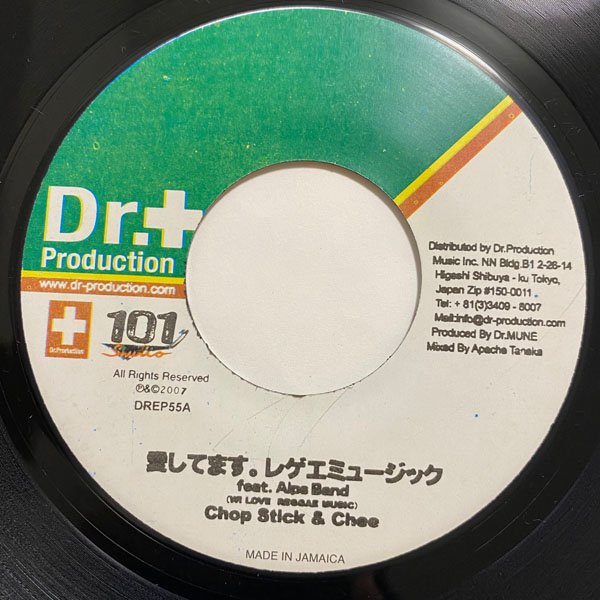 Dr.+
Production
www.dr-production.com
Dr.Production
101
Studio
All Rights Reserved
℗&©2007
DREP55A
Distributed by Dr.Production
Music Inc. NN Bldg.B1 2-26-14
Higashi Shibuya - ku Tokyo,
Japan Zip #150-0011
Tel: + 81(3)3409 - 8007
Mail:info@dr-production.com
Produced By Dr.MUNE
Mixed By Apache Tanaka
愛してます。レゲエミュージック
feat. Alps Band
(WI LOVE REGGAE MUSIC)
Chop Stick & Chee
MADE IN JAMAICA